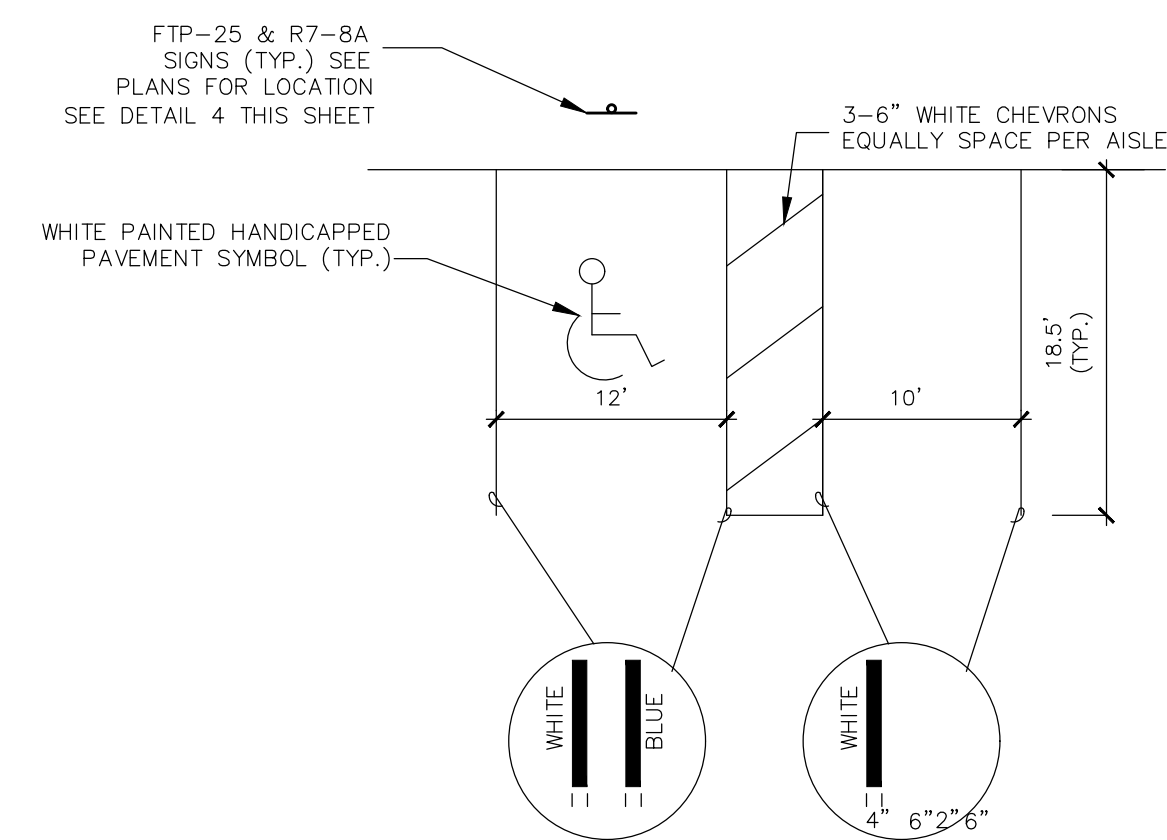 FTP-25 & R7-8A
SIGNS (TYP.) SEE
PLANS FOR LOCATION
SEE DETAIL 4 THIS SHEET
3-6" WHITE CHEVRONS
EQUALLY SPACE PER AISLE
WHITE PAINTED HANDICAPPED
PAVEMENT SYMBOL (TYP.)
18.5'
(TYP.)
12'
10'
WHITE
BLUE
WHITE
4" 6"2"6"